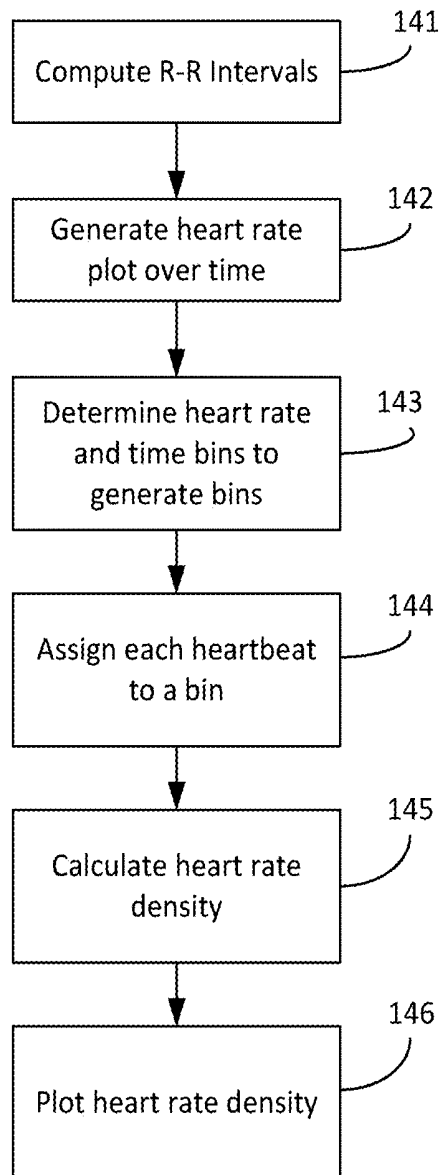 141
Compute R-R Intervals
142
Generate heart rate
plot over time
143
Determine heart rate
and time bins to
generate bins
144
Assign each heartbeat
to a bin
145
Calculate heart rate
density
146
Plot heart rate density